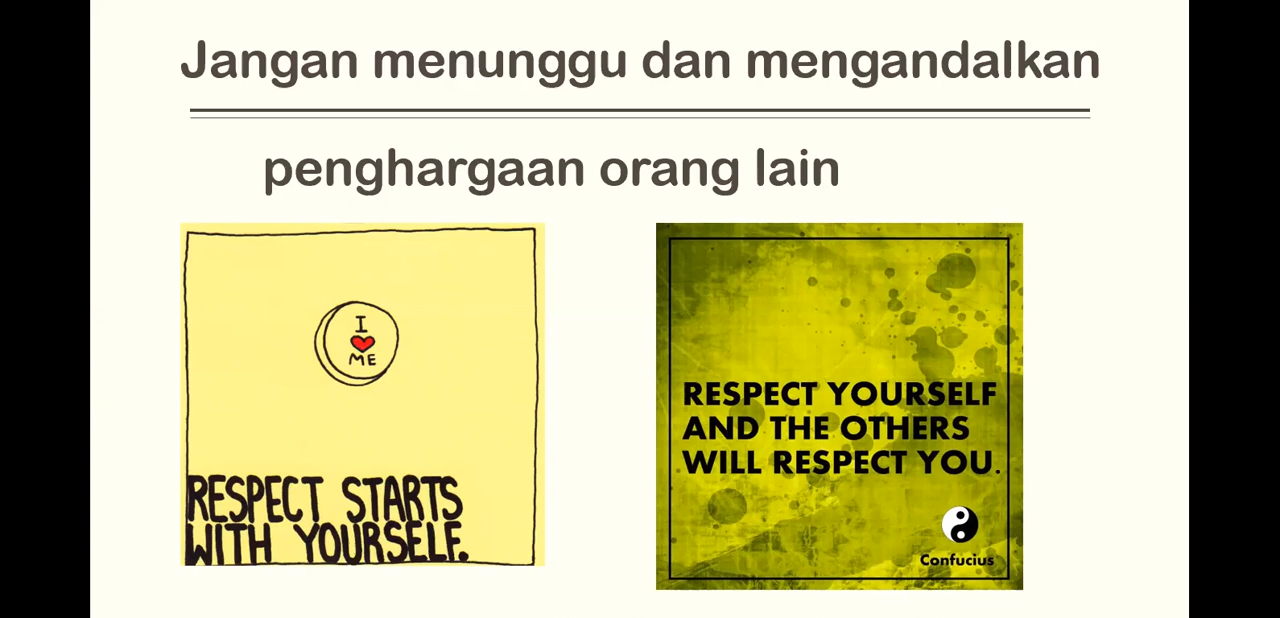 Jangan menunggu dan mengandalkan
penghargaan orang lain
I
ME
RESPECT STARTS
WITH YOURSELF.
RESPECT YOURSELF
AND THE OTHERS
WILL RESPECT YOU.
Confucius